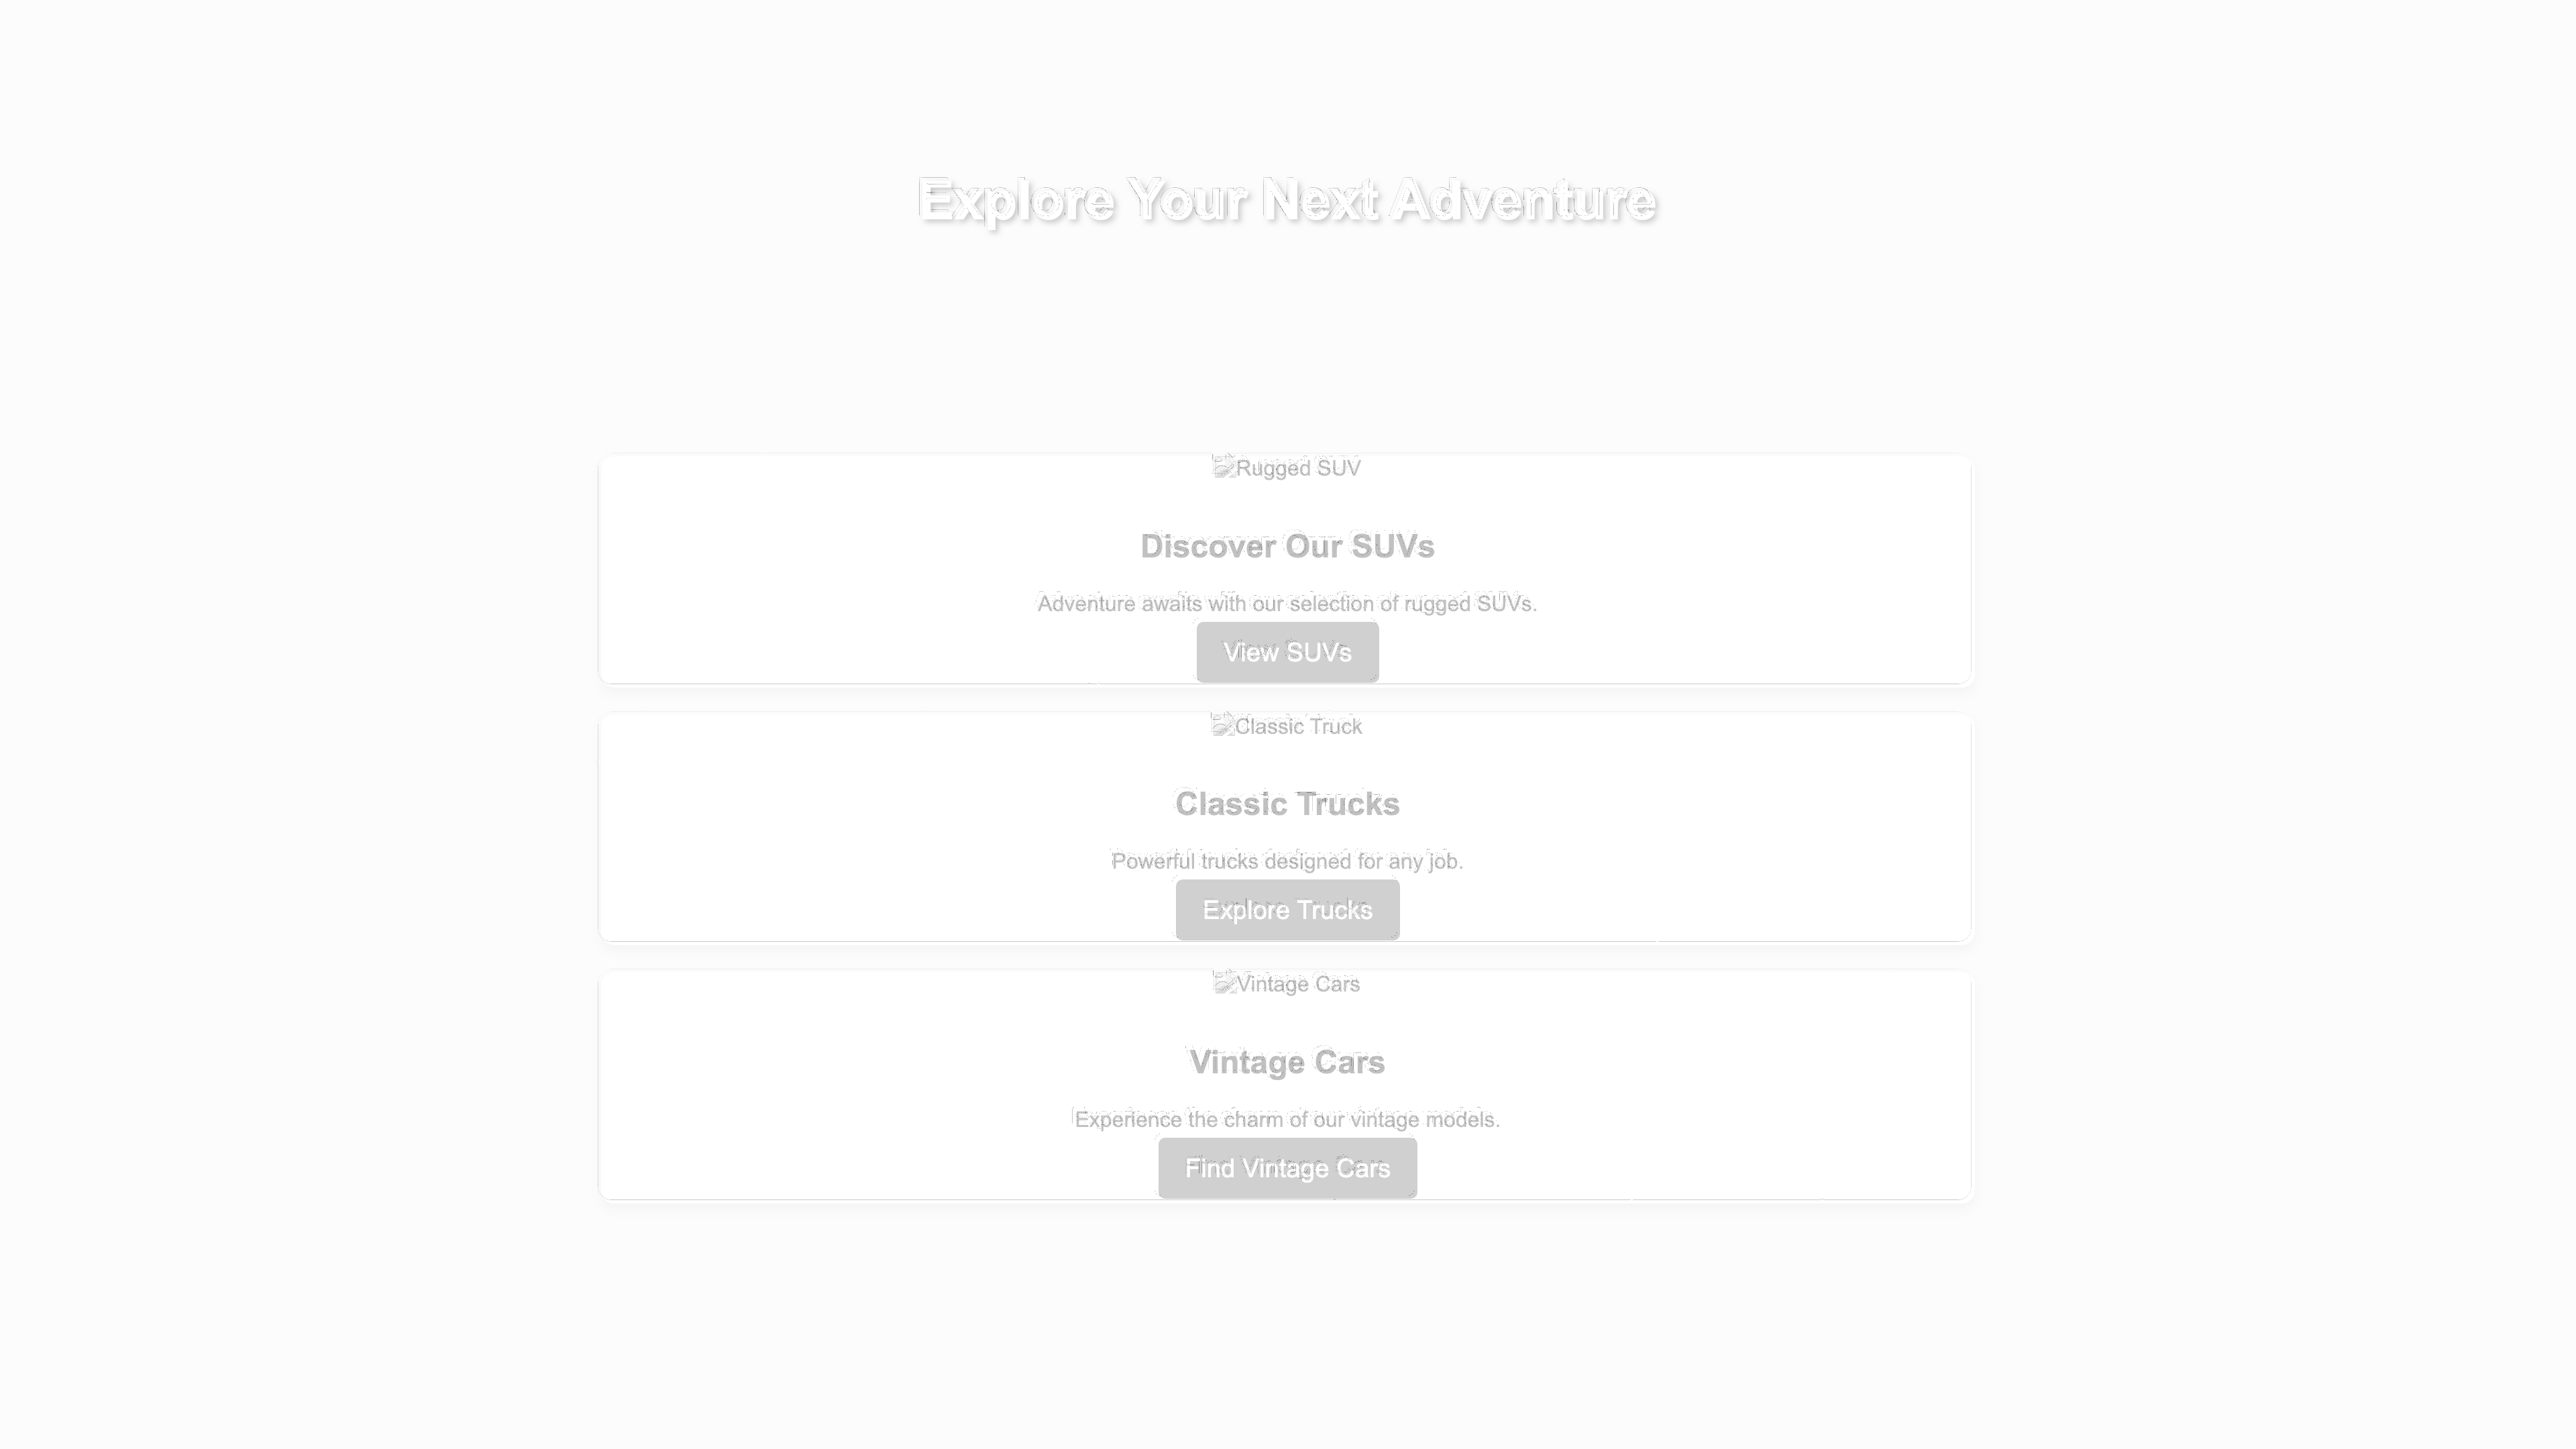 Explore Your Next Adventure
Rugged SUV
Discover Our SUVs
Adventure awaits with our selection of rugged SUVs.
View SUVs
Classic Truck
Classic Trucks
Powerful trucks designed for any job.
Explore Trucks
Vintage Cars
Vintage Cars
Experience the charm of our vintage models.
Find Vintage Cars